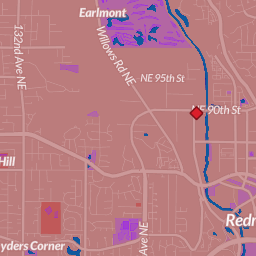 Earlmont
132nd Ave NE
Willows Rd NE
NE 95th St
NE 90th St
Hill
Redm
yders Corner
Ave NE